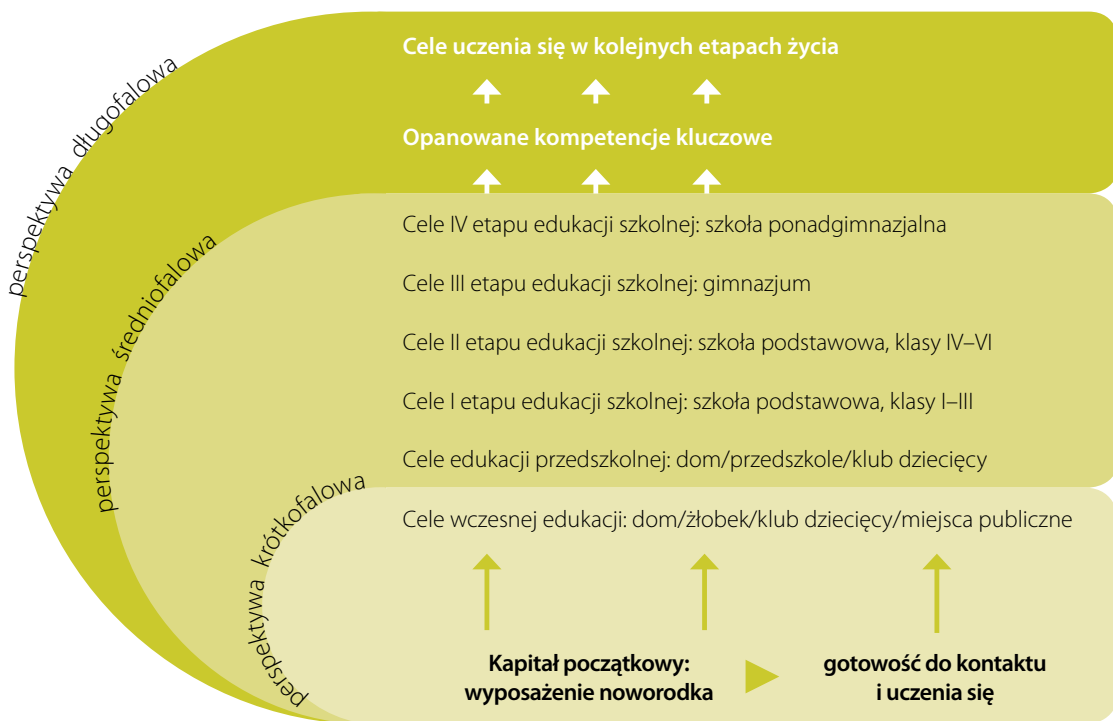 Cele uczenia się w kolejnych etapach życia
Opanowane kompetencje kluczowe
perspektywa długofalowa
Cele IV etapu edukacji szkolnej: szkoła ponadgimnazjalna
Cele III etapu edukacji szkolnej: gimnazjum
Cele II etapu edukacji szkolnej: szkoła podstawowa, klasy IV–VI
Cele I etapu edukacji szkolnej: szkoła podstawowa, klasy I–III
Cele edukacji przedszkolnej: dom/przedszkole/klub dziecięcy
perspektywa średniofalowa
Cele wczesnej edukacji: dom/żłobek/klub dziecięcy/miejsca publiczne
perspektywa krótkofalowa
Kapitał początkowy:
wyposażenie noworodka
gotowość do kontaktu
i uczenia się